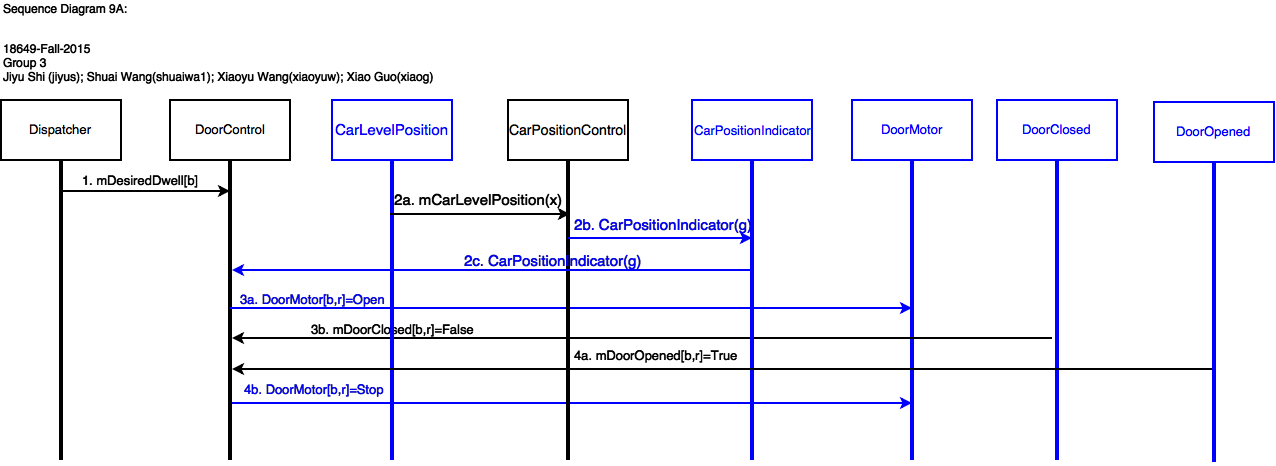 Sequence Diagram 9A:
18649-Fall-2015
Group 3
Jiyu Shi (jiyus); Shuai Wang(shuaiwa1); Xiaoyu Wang(xiaoyuw); Xiao Guo(xiaog)
Dispatcher
DoorControl
CarLevelPosition
CarPositionControl
CarPositionIndicator
DoorMotor
DoorClosed
DoorOpened
1. mDesiredDwell[b]
2a. mCarLevelPosition(x)
2b. CarPositionIndicator(g)
2c. CarPositionIndicator(g)
3a. DoorMotor[b,r]=Open
3b. mDoorClosed[b,r]=False
4a. mDoorOpened[b,r]=True
4b. DoorMotor[b,r]=Stop